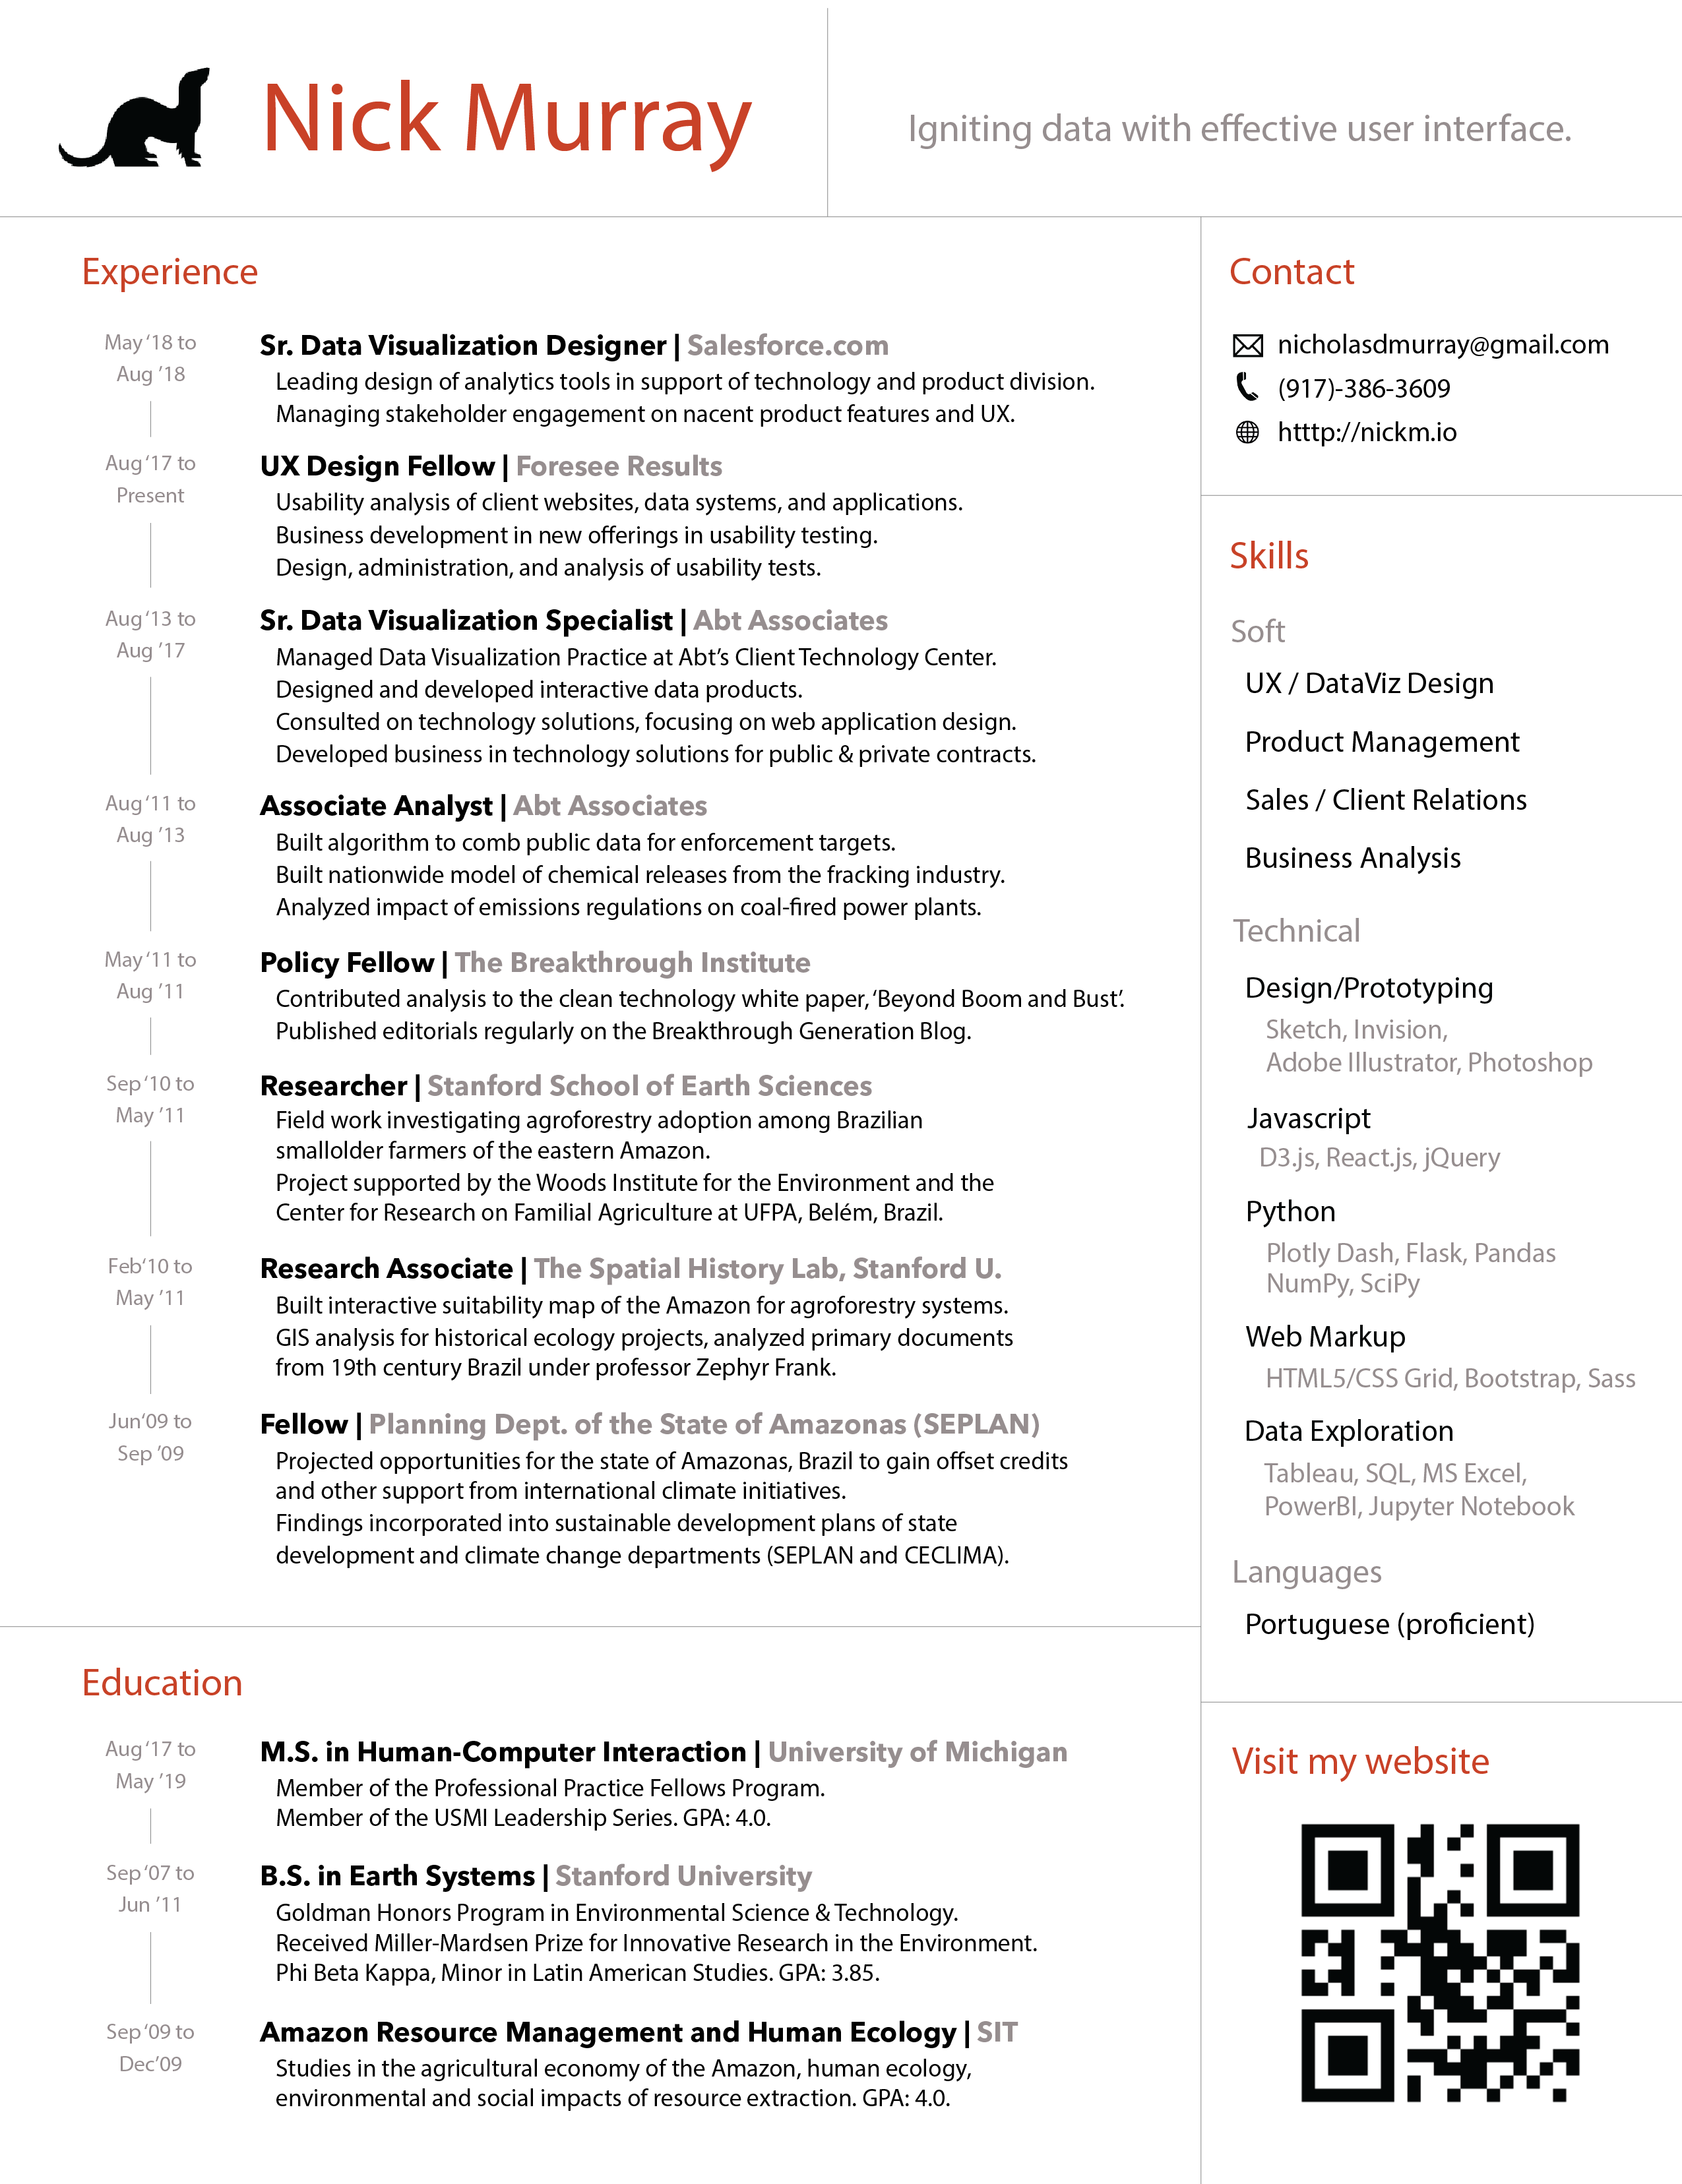 Nick Murray
Igniting data with effective user interface.
Experience
May ‘18 to
Aug ’18
Sr. Data Visualization Designer | Salesforce.com
Leading design of analytics tools in support of technology and product division.
Managing stakeholder engagement on nacent product features and UX.
Aug ‘17 to
Present
UX Design Fellow | Foresee Results
Usability analysis of client websites, data systems, and applications.
Business development in new offerings in usability testing.
Design, administration, and analysis of usability tests.
Aug ‘13 to
Aug ’17
Sr. Data Visualization Specialist | Abt Associates
Managed Data Visualization Practice at Abt’s Client Technology Center.
Designed and developed interactive data products.
Consulted on technology solutions, focusing on web application design.
Developed business in technology solutions for public & private contracts.
Aug ‘11 to
Aug ’13
Associate Analyst | Abt Associates
Built algorithm to comb public data for enforcement targets.
Built nationwide model of chemical releases from the fracking industry.
Analyzed impact of emissions regulations on coal-fired power plants.
May ‘11 to
Aug ’11
Policy Fellow | The Breakthrough Institute
Contributed analysis to the clean technology white paper, ‘Beyond Boom and Bust’.
Published editorials regularly on the Breakthrough Generation Blog.
Sep ‘10 to
May ’11
Researcher | Stanford School of Earth Sciences
Field work investigating agroforestry adoption among Brazilian
smallolder farmers of the eastern Amazon.
Project supported by the Woods Institute for the Environment and the
Center for Research on Familial Agriculture at UFPA, Belém, Brazil.
Feb‘10 to
May ’11
Research Associate | The Spatial History Lab, Stanford U.
Built interactive suitability map of the Amazon for agroforestry systems.
GIS analysis for historical ecology projects, analyzed primary documents
from 19th century Brazil under professor Zephyr Frank.
Jun‘09 to
Sep ’09
Fellow | Planning Dept. of the State of Amazonas (SEPLAN)
Projected opportunities for the state of Amazonas, Brazil to gain offset credits
and other support from international climate initiatives.
Findings incorporated into sustainable development plans of state
development and climate change departments (SEPLAN and CECLIMA).
Education
Aug ‘17 to
May ’19
M.S. in Human-Computer Interaction | University of Michigan
Member of the Professional Practice Fellows Program.
Member of the USMI Leadership Series. GPA: 4.0.
Sep ‘07 to
Jun ’11
B.S. in Earth Systems | Stanford University
Goldman Honors Program in Environmental Science & Technology.
Received Miller-Mardsen Prize for Innovative Research in the Environment.
Phi Beta Kappa, Minor in Latin American Studies. GPA: 3.85.
Sep ‘09 to
Dec’09
Amazon Resource Management and Human Ecology | SIT
Studies in the agricultural economy of the Amazon, human ecology,
environmental and social impacts of resource extraction. GPA: 4.0.
Contact
nicholasdmurray@gmail.com
(917)-386-3609
htttp://nickm.io
Skills
Soft
UX / DataViz Design
Product Management
Sales / Client Relations
Business Analysis
Technical
Design/Prototyping
Sketch, Invision,
Adobe Illustrator, Photoshop
Javascript
D3.js, React.js, jQuery
Python
Plotly Dash, Flask, Pandas
NumPy, SciPy
Web Markup
HTML5/CSS Grid, Bootstrap, Sass
Data Exploration
Tableau, SQL, MS Excel,
PowerBI, Jupyter Notebook
Languages
Portuguese (proficient)
Visit my website